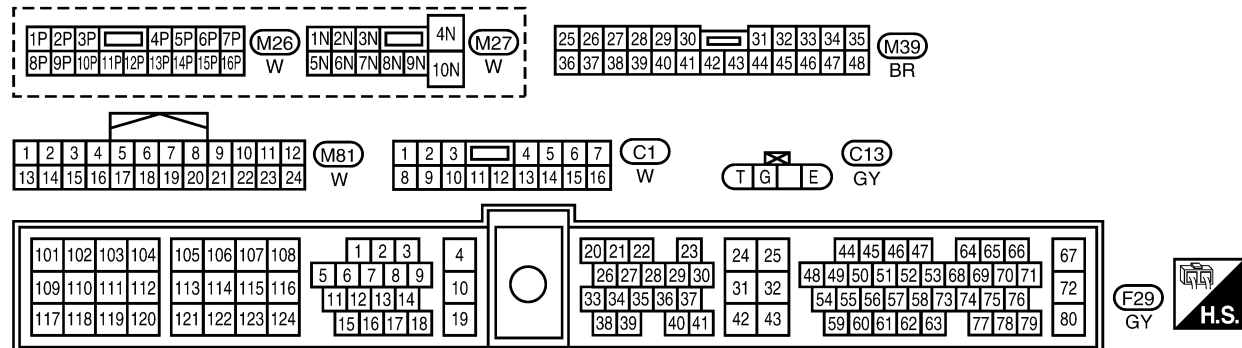 1P 2P 3P 4P 5P 6P 7P
8P 9P 10P 11P 12P 13P 14P 15P 16P
M26
W
1N 2N 3N 4N
5N 6N 7N 8N 9N 10N
M27
W
25 26 27 28 29 30 31 32 33 34 35
36 37 38 39 40 41 42 43 44 45 46 47 48
M39
BR
1 2 3 4 5 6 7 8 9 10 11 12
13 14 15 16 17 18 19 20 21 22 23 24
M81
W
1 2 3 4 5 6 7
8 9 10 11 12 13 14 15 16
C1
W
T G E
C13
GY
101 102 103 104 105 106 107 108
109 110 111 112 113 114 115 116
117 118 119 120 121 122 123 124
1 2 3 4
5 6 7 8 9 10
11 12 13 14
15 16 17 18 19
20 21 22 23 24 25
26 27 28 29 30 31 32
33 34 35 36 37
38 39 40 41 42 43
44 45 46 47 64 65 66 67
48 49 50 51 52 53 68 69 70 71 72
54 55 56 57 58 73 74 75 76
59 60 61 62 63 77 78 79 80
F29
GY
H.S.